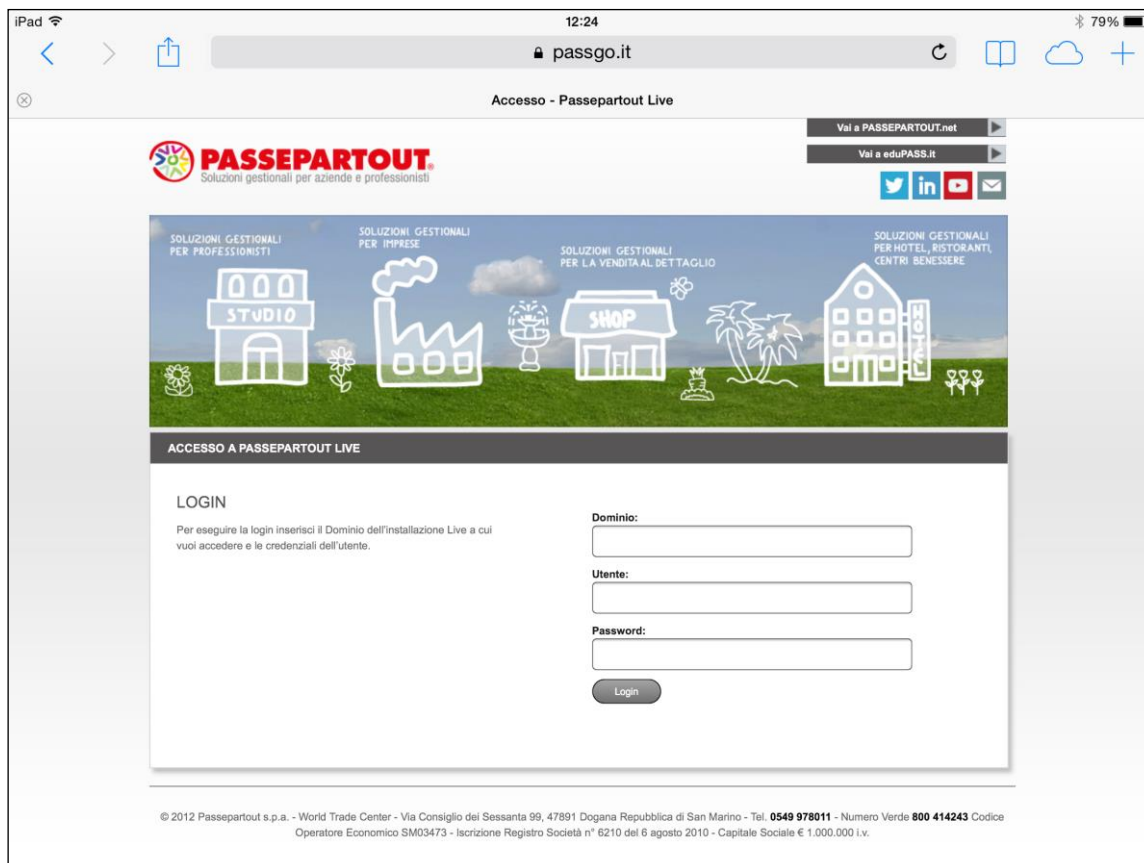 iPad 12:24 79%
passgo.it
Accesso - Passepartout Live
Vai a PASSEPARTOUT.net
Vai a eduPASS.it
PASSEPARTOUT®
Soluzioni gestionali per aziende e professionisti
SOLUZIONI GESTIONALI
PER PROFESSIONISTI
SOLUZIONI GESTIONALI
PER IMPRESE
SOLUZIONI GESTIONALI
PER LA VENDITA AL DETTAGLIO
SOLUZIONI GESTIONALI
PER HOTEL, RISTORANTI,
CENTRI BENESSERE
STUDIO
SHOP
HOTEL
ACCESSO A PASSEPARTOUT LIVE
LOGIN
Per eseguire la login inserisci il Dominio dell'installazione Live a cui
vuoi accedere e le credenziali dell'utente.
Dominio:
Utente:
Password:
Login
© 2012 Passepartout s.p.a. - World Trade Center - Via Consiglio dei Sessanta 99, 47891 Dogana Repubblica di San Marino - Tel. 0549 978011 - Numero Verde 800 414243 Codice
Operatore Economico SM03473 - Iscrizione Registro Società n° 6210 del 6 agosto 2010 - Capitale Sociale € 1.000.000 i.v.